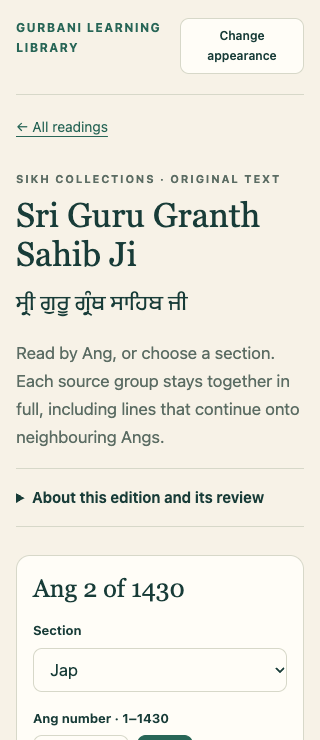 GURBANI LEARNING
LIBRARY
Change
appearance
← All readings
SIKH COLLECTIONS · ORIGINAL TEXT
Sri Guru Granth
Sahib Ji
ਸ੍ਰੀ ਗੁਰੂ ਗ੍ਰੰਥ ਸਾਹਿਬ ਜੀ
Read by Ang, or choose a section.
Each source group stays together in
full, including lines that continue onto
neighbouring Angs.
▶ About this edition and its review
Ang 2 of 1430
Section
Jap
Ang number · 1–1430